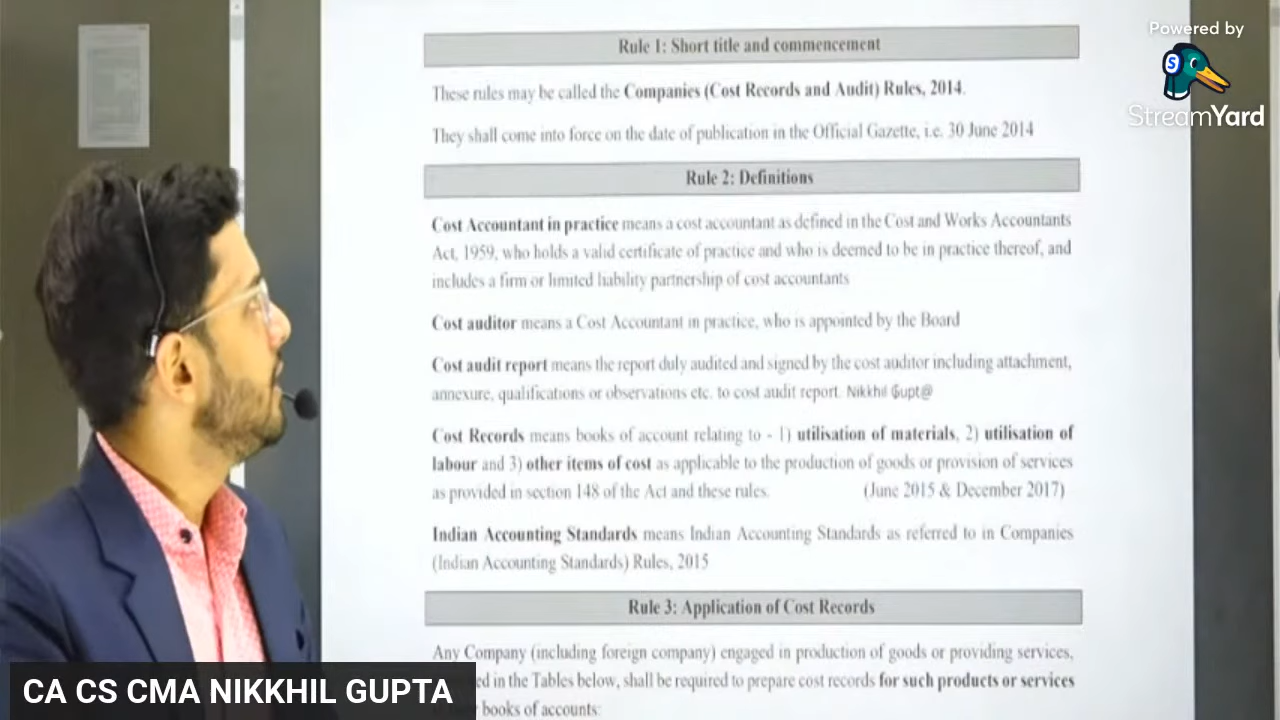 Powered by
S
StreamYard
Rule 1: Short title and commencement
These rules may be called the Companies (Cost Records and Audit) Rules, 2014.
They shall come into force on the date of publication in the Official Gazette, i.e. 30 June 2014
Rule 2: Definitions
Cost Accountant in practice means a cost accountant as defined in the Cost and Works Accountants
Act, 1959, who holds a valid certificate of practice and who is deemed to be in practice thereof, and
includes a firm or limited liability partnership of cost accountants
Cost auditor means a Cost Accountant in practice, who is appointed by the Board
Cost audit report means the report duly audited and signed by the cost auditor including attachment,
annexure, qualifications or observations etc. to cost audit report. Nikkhil Gupt@
Cost Records means books of account relating to - 1) utilisation of materials, 2) utilisation of
labour and 3) other items of cost as applicable to the production of goods or provision of services
as provided in section 148 of the Act and these rules. (June 2015 & December 2017)
Indian Accounting Standards means Indian Accounting Standards as referred to in Companies
(Indian Accounting Standards) Rules, 2015
Rule 3: Application of Cost Records
Any Company (including foreign company) engaged in production of goods or providing services,
in the Tables below, shall be required to prepare cost records for such products or services
books of accounts:
CA CS CMA NIKKHIL GUPTA